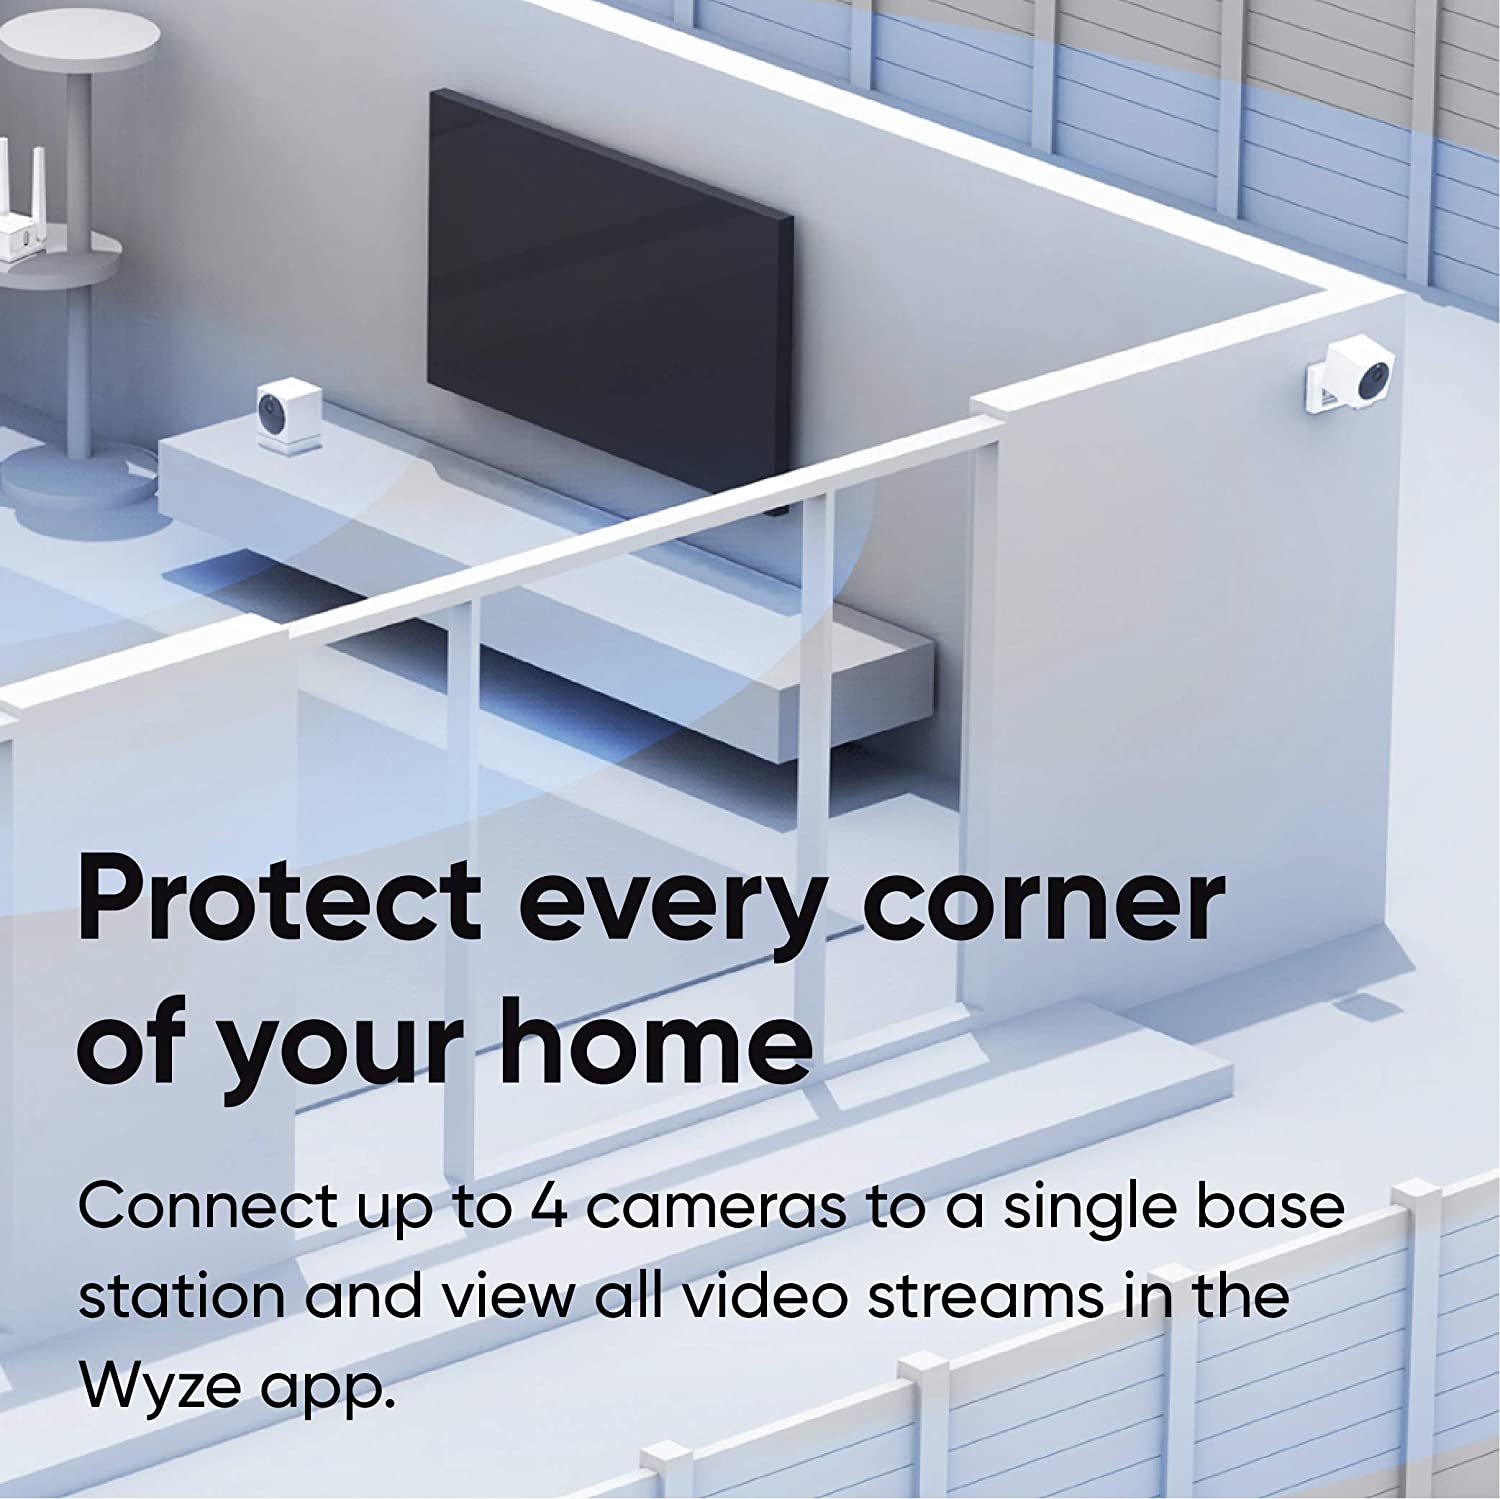 Protect every corner
of your home
Connect up to 4 cameras to a single base
station and view all video streams in the
Wyze app.